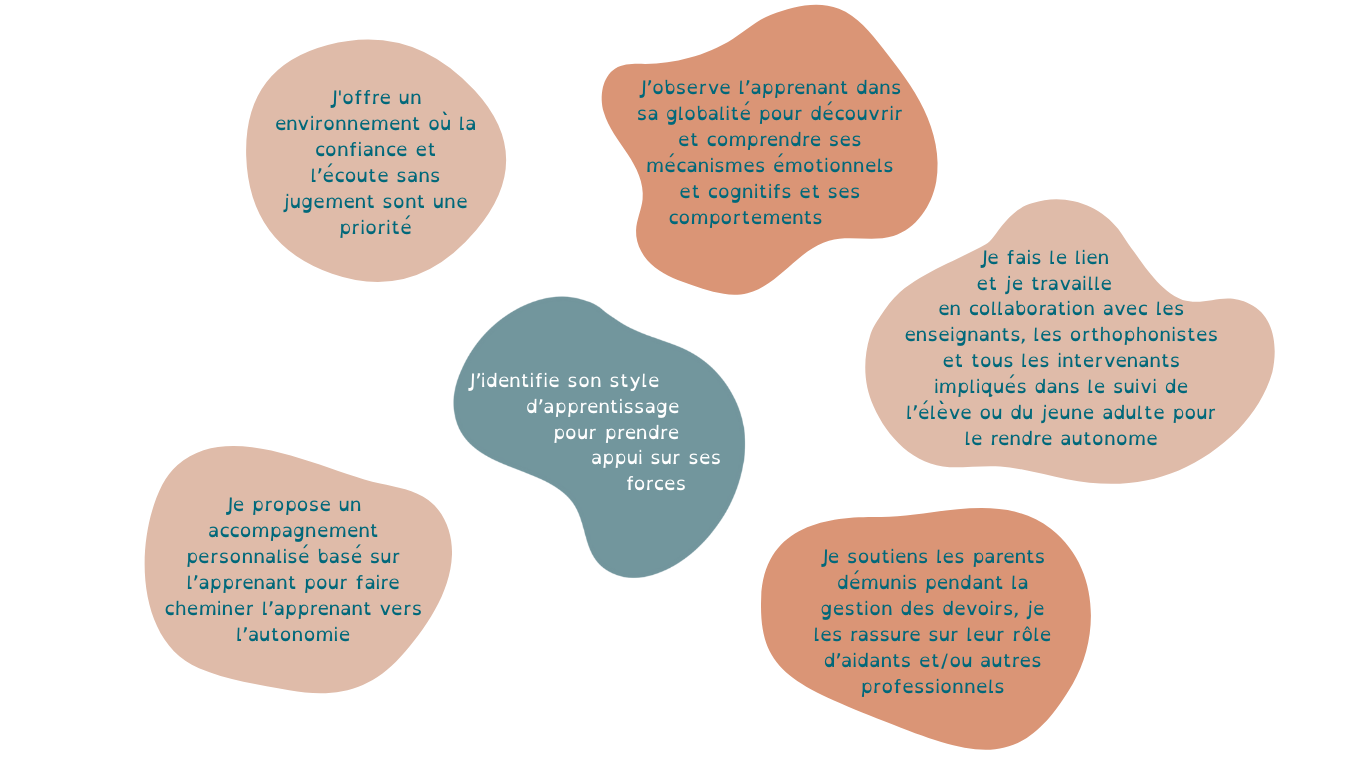 J'offre un
environnement où la
confiance et
l’écoute sans
jugement sont une
priorité
J’observe l’apprenant dans
sa globalité pour découvrir
et comprendre ses
mécanismes émotionnels
et cognitifs et ses
comportements
Je fais le lien
et je travaille
en collaboration avec les
enseignants, les orthophonistes
et tous les intervenants
impliqués dans le suivi de
l’élève ou du jeune adulte pour
le rendre autonome
J’identifie son style
d’apprentissage
pour prendre
appui sur ses
forces
Je propose un
accompagnement
personnalisé basé sur
l’apprenant pour faire
cheminer l’apprenant vers
l’autonomie
Je soutiens les parents
démunis pendant la
gestion des devoirs, je
les rassure sur leur rôle
d’aidants et/ou autres
professionnels